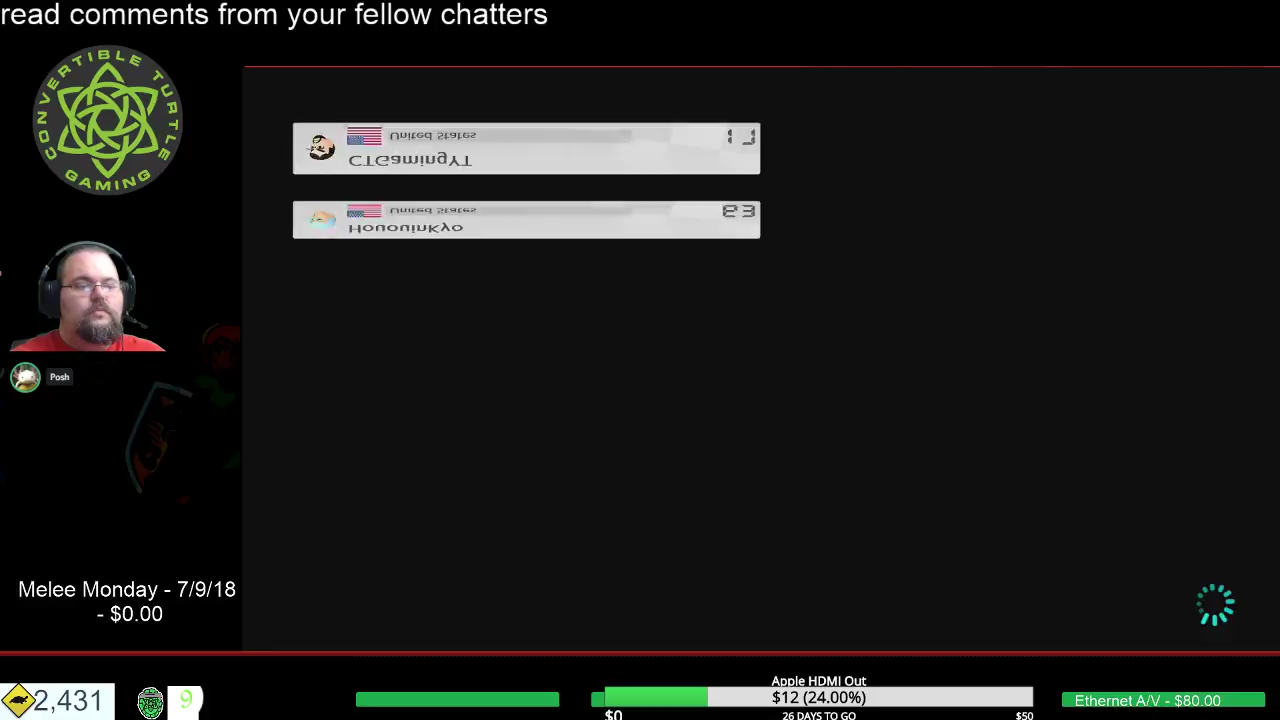 read comments from your fellow chatters
CONVERTIBLE TURTLE
GAMING
United States
CTGamingYT
United States
63
HououinKyo
Posh
Melee Monday - 7/9/18
- $0.00
2,431
9
Apple HDMI Out
$12 (24.00%)
$0
26 DAYS TO GO
$50
Ethernet A/V - $80.00